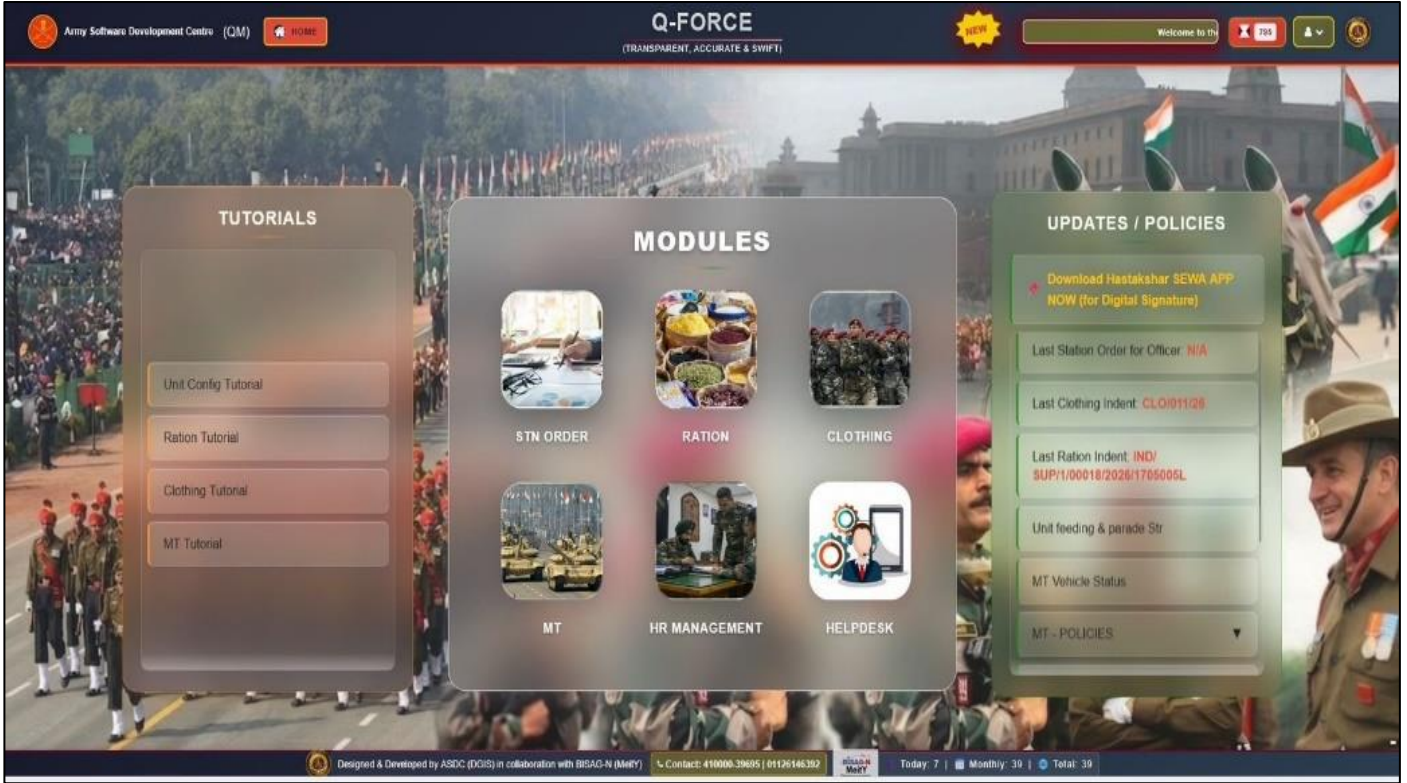 Army Software Development Centre (QM)
HOME
Q-FORCE
(TRANSPARENT, ACCURATE & SWIFT)
NEW
Welcome to th
795
TUTORIALS
Unit Config Tutorial
Ration Tutorial
Clothing Tutorial
MT Tutorial
MODULES
STN ORDER
RATION
CLOTHING
MT
HR MANAGEMENT
HELPDESK
UPDATES / POLICIES
Download Hastakshar SEWA APP
NOW (for Digital Signature)
Last Station Order for Officer: N/A
Last Clothing Indent: CLO/011/26
Last Ration Indent: IND/
SUP/1/00018/2026/1705005L
Unit feeding & parade Str
MT Vehicle Status
MT - POLICIES
Designed & Developed by ASDC (DGIS) in collaboration with BISAG-N (MeitY)
Contact: 410000-39695 | 01126146392
BISAG-N
MeitY
Today: 7 | Monthly: 39 | Total: 39